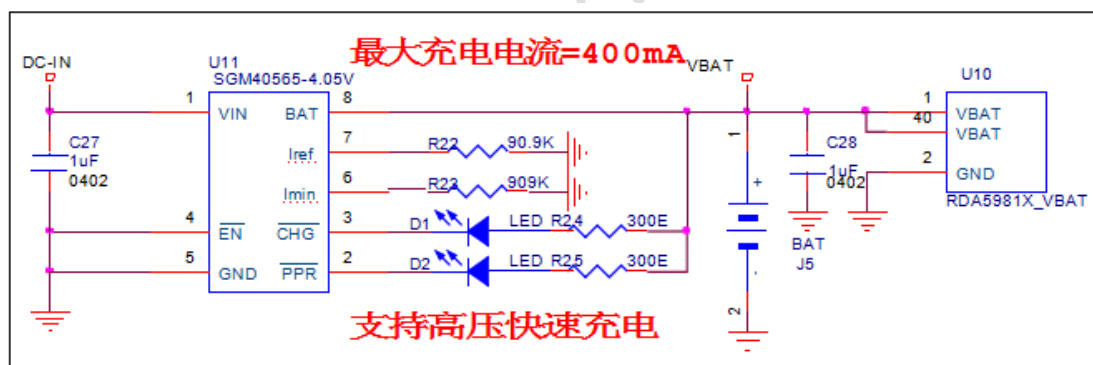 最大充电电流=400mA
DC-IN
U11
SGM40565-4.05V
VBAT
U10
1 VIN BAT 8
1 VBAT
40 VBAT
C27
1uF
0402
7 Iref R22 90.9K
1
C28
1uF
0402
2 GND
6 Imin R23 909K
+
RDA5981X_VBAT
4 EN CHG 3 D1 LED R24 300E
BAT
J5
5 GND PPR 2 D2 LED R25 300E
-
2
支持高压快速充电